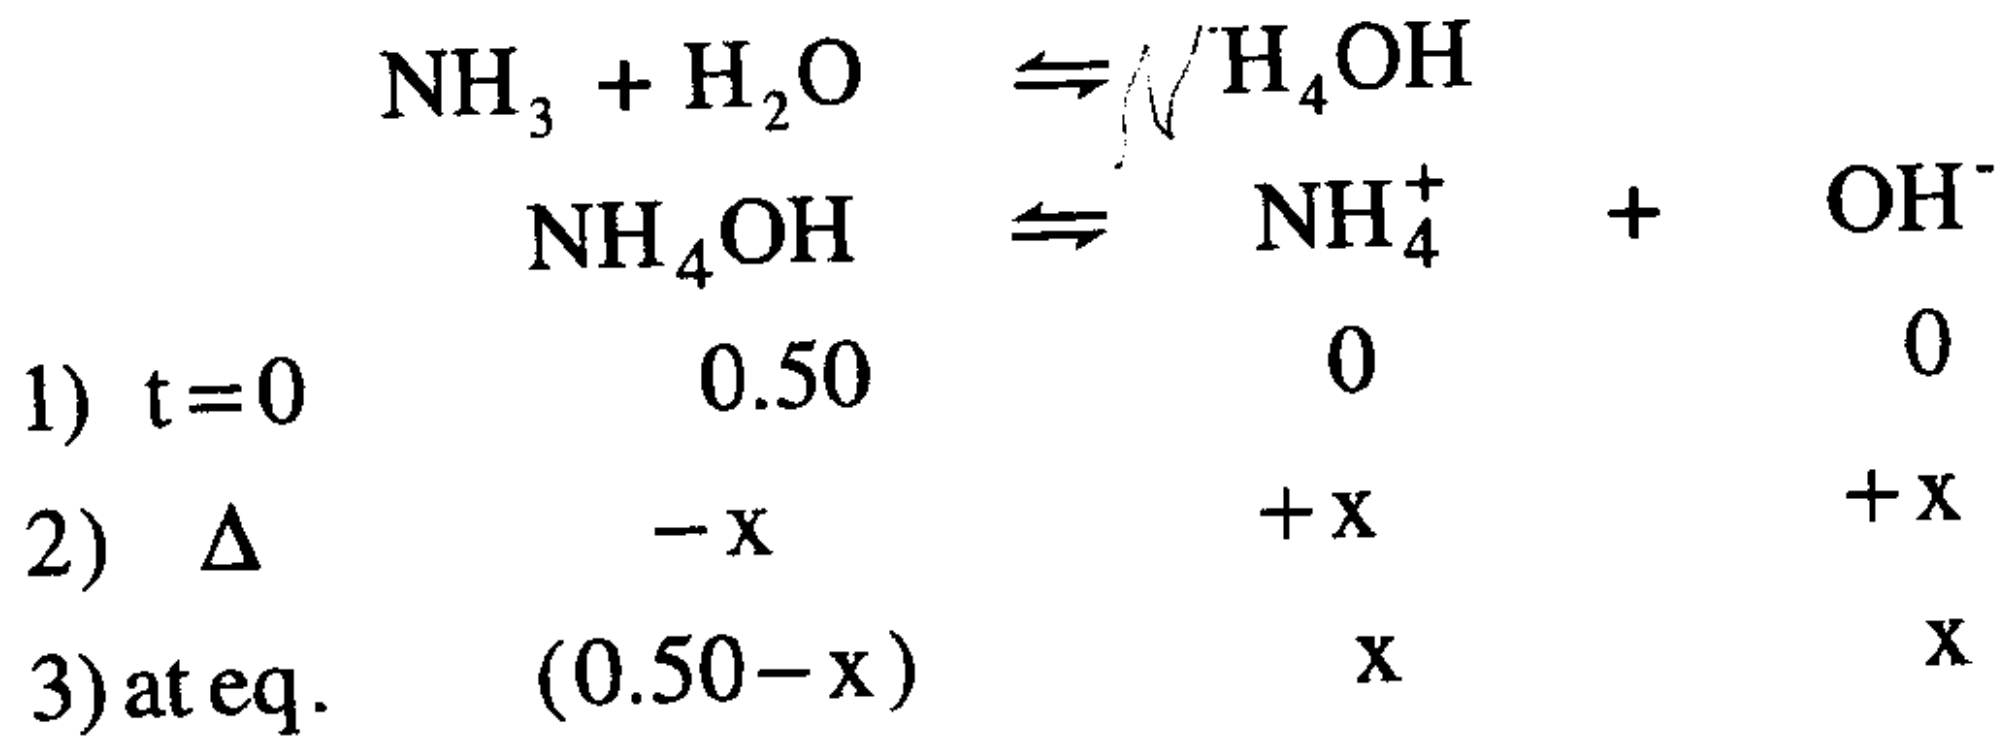 NH₃ + H₂O ⇌ NH₄OH
NH₄OH ⇌ NH₄⁺ + OH⁻
1) t=0 0.50 0 0
2) Δ −x +x +x
3) at eq. (0.50−x) x x